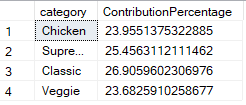 category ContributionPercentage
1 Chicken 23.9551375322885
2 Supre... 25.4563112111462
3 Classic 26.9059602306976
4 Veggie 23.6825910258677